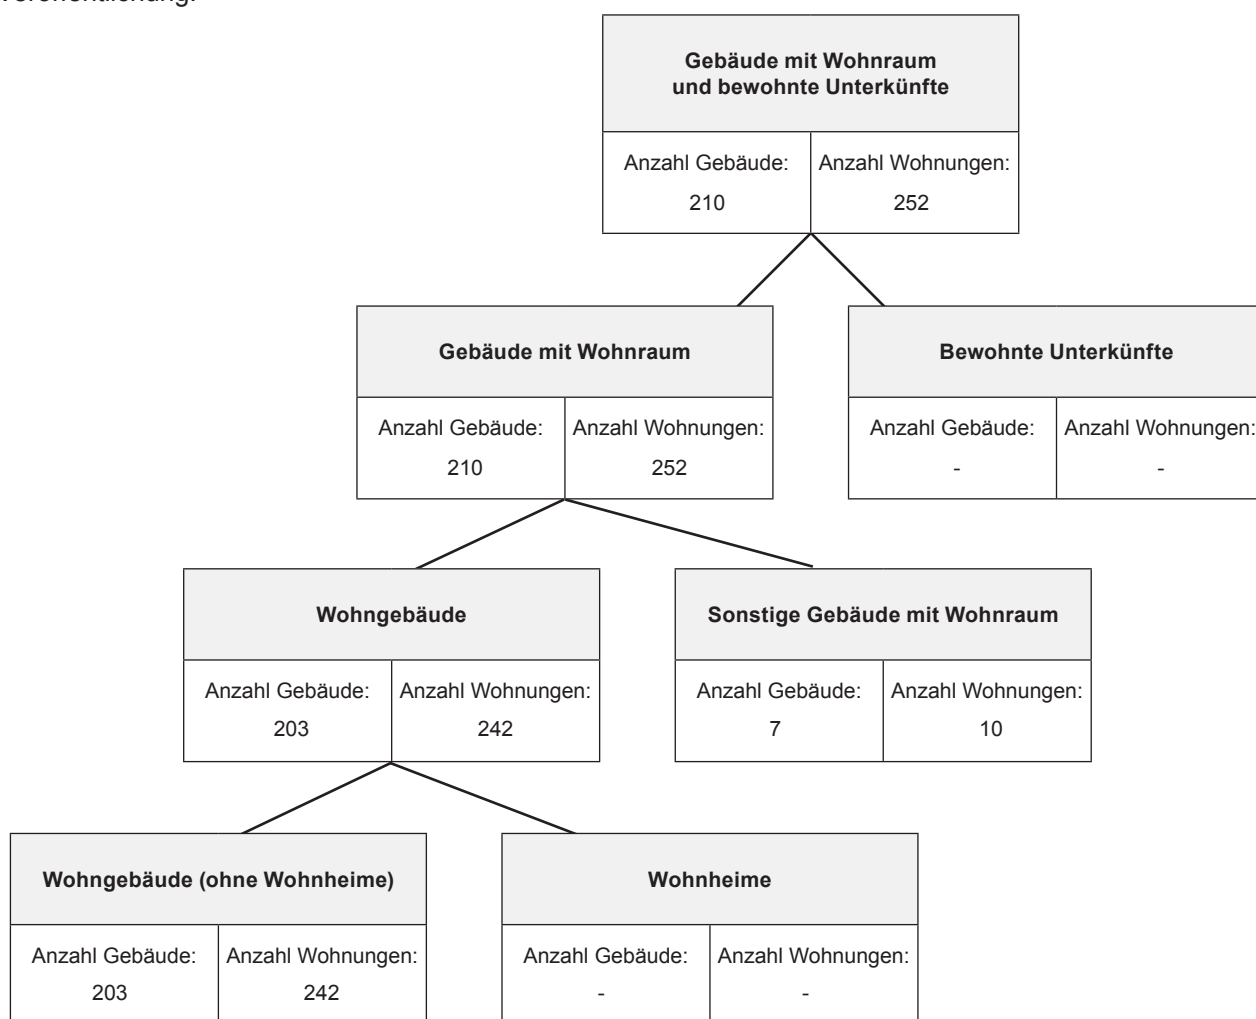 Veröffentlichung.
Gebäude mit Wohnraum
und bewohnte Unterkünfte
Anzahl Gebäude: Anzahl Wohnungen:
210 252
Gebäude mit Wohnraum
Bewohnte Unterkünfte
Anzahl Gebäude: Anzahl Wohnungen:
210 252
Anzahl Gebäude: Anzahl Wohnungen:
- -
Wohngebäude
Sonstige Gebäude mit Wohnraum
Anzahl Gebäude: Anzahl Wohnungen:
203 242
Anzahl Gebäude: Anzahl Wohnungen:
7 10
Wohngebäude (ohne Wohnheime)
Wohnheime
Anzahl Gebäude: Anzahl Wohnungen:
203 242
Anzahl Gebäude: Anzahl Wohnungen:
- -